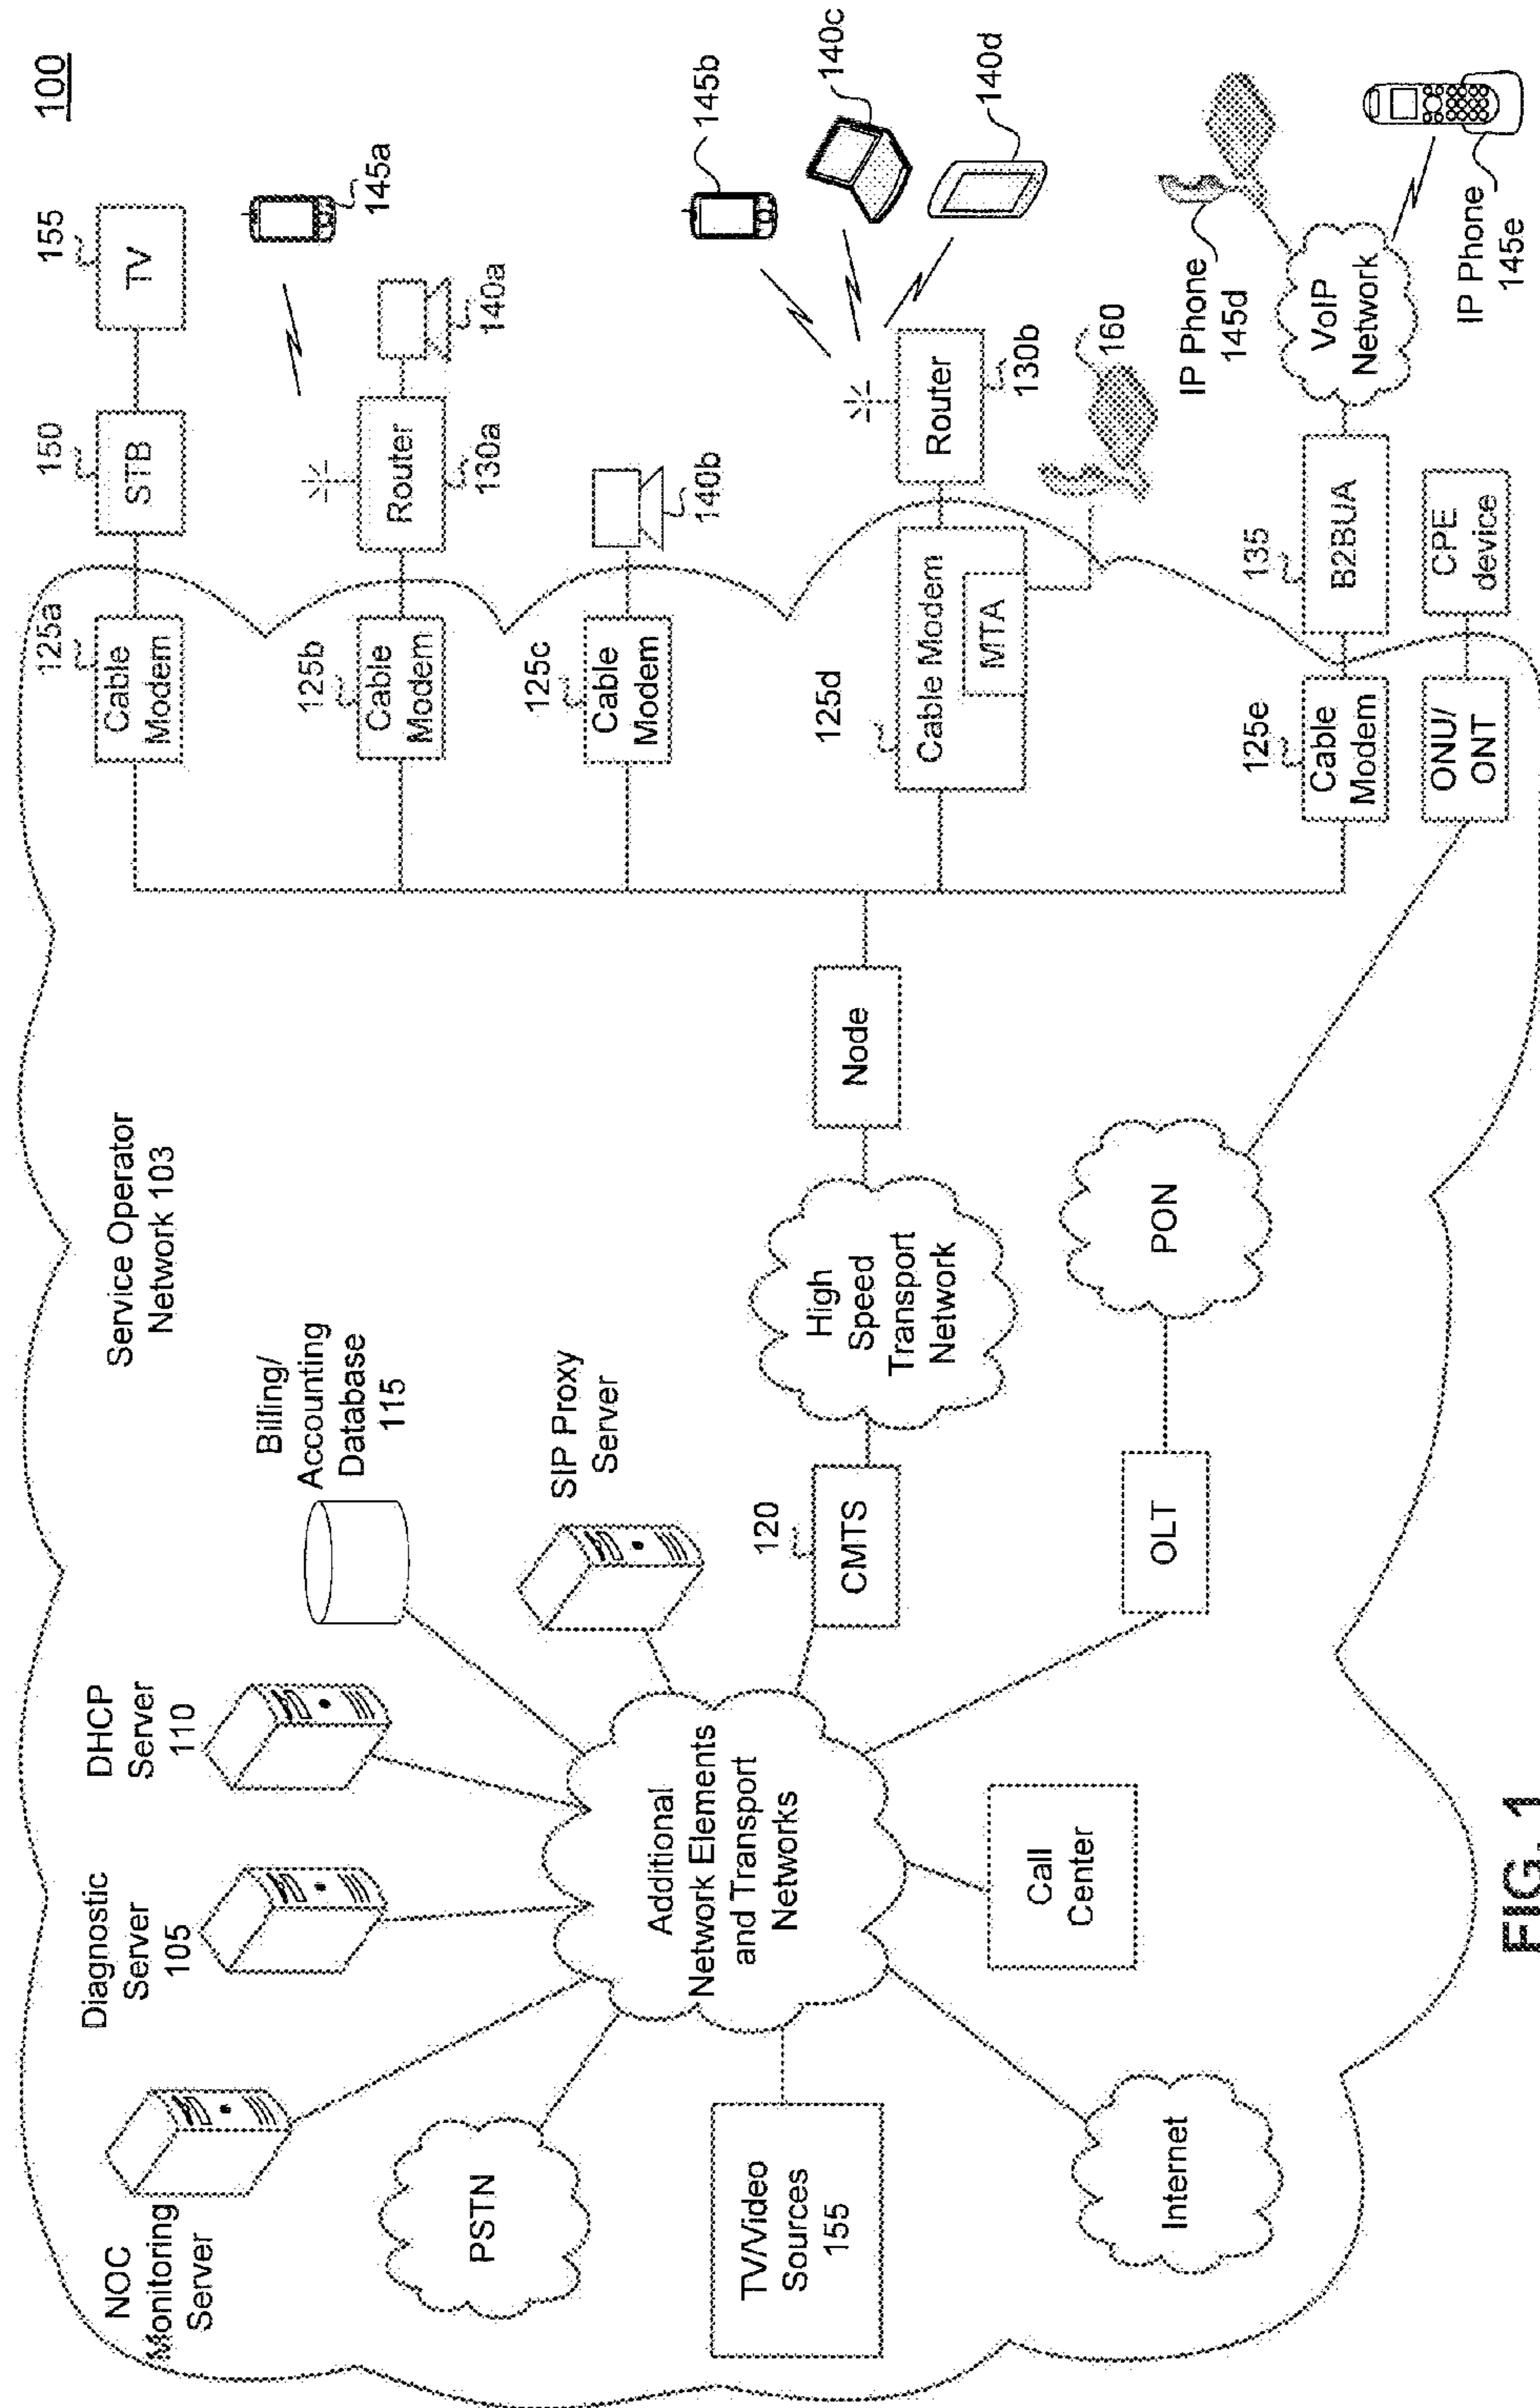 100
Service Operator
Network 103
NOC
Monitoring
Server
Diagnostic
Server
105
DHCP
Server
110
Billing/
Accounting
Database
115
SIP Proxy
Server
PSTN
TV/Video
Sources
155
Internet
Additional
Network Elements
and Transport
Networks
Call
Center
120
CMTS
OLT
High
Speed
Transport
Network
PON
Node
125a
Cable
Modem
150
STB
155
TV
125b
Cable
Modem
Router
130a
140a
145a
125c
Cable
Modem
140b
125d
Cable Modem
MTA
Router
130b
160
145b
140c
140d
125e
Cable
Modem
135
B2BUA
VoIP
Network
IP Phone
145d
IP Phone
145e
ONU/
ONT
CPE
device
FIG. 1